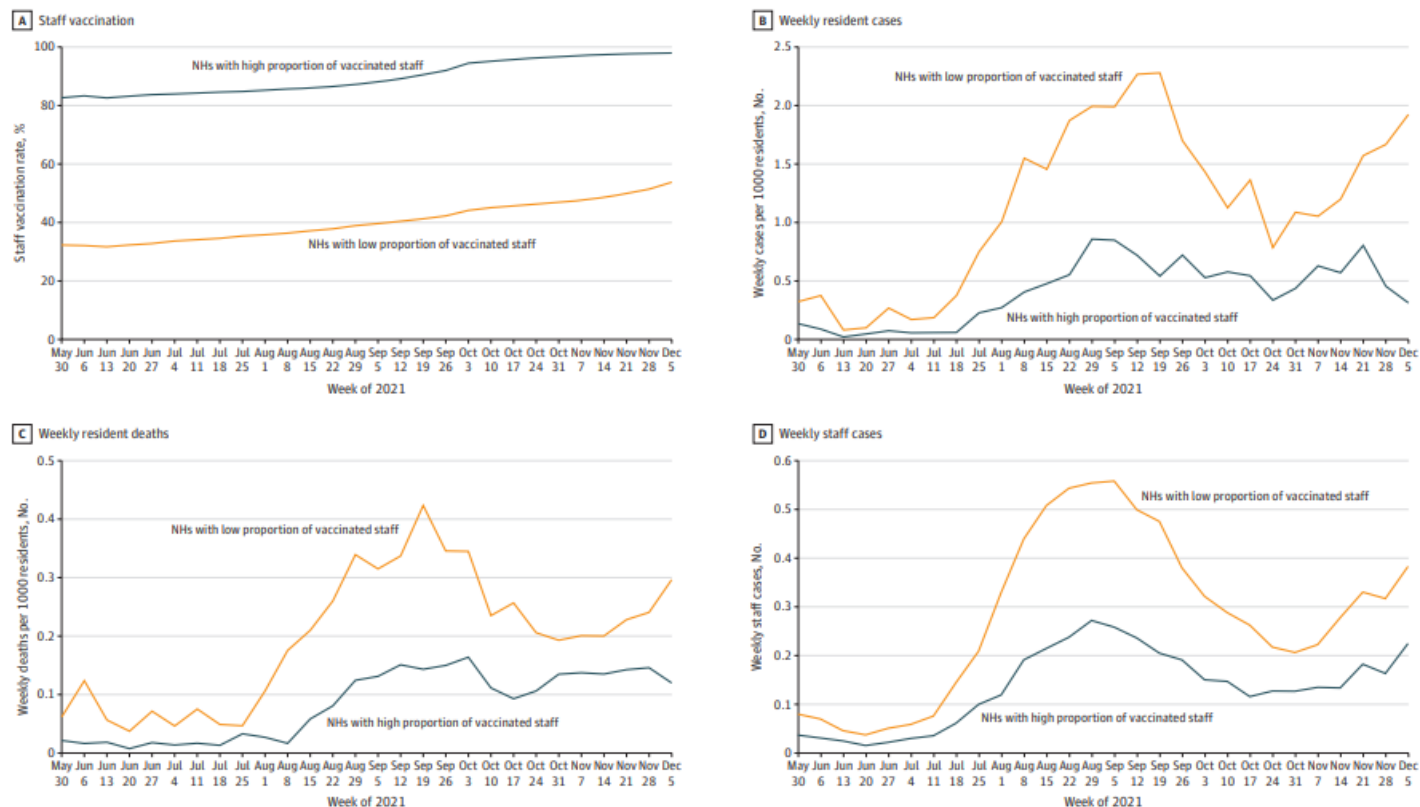 A Staff vaccination
100
80
60
40
20
0
Staff vaccination rate, %
NHs with high proportion of vaccinated staff
NHs with low proportion of vaccinated staff
May Jun Jun Jun Jun Jul Jul Jul Jul Aug Aug Aug Aug Aug Sep Sep Sep Sep Oct Oct Oct Oct Oct Nov Nov Nov Nov Dec
30 6 13 20 27 4 11 18 25 1 8 15 22 29 5 12 19 26 3 10 17 24 31 7 14 21 28 5
Week of 2021
B Weekly resident cases
2.5
2.0
1.5
1.0
0.5
0
Weekly cases per 1000 residents, No.
NHs with low proportion of vaccinated staff
NHs with high proportion of vaccinated staff
May Jun Jun Jun Jun Jul Jul Jul Jul Aug Aug Aug Aug Aug Sep Sep Sep Sep Oct Oct Oct Oct Oct Nov Nov Nov Nov Dec
30 6 13 20 27 4 11 18 25 1 8 15 22 29 5 12 19 26 3 10 17 24 31 7 14 21 28 5
Week of 2021
C Weekly resident deaths
0.5
0.4
0.3
0.2
0.1
0
Weekly deaths per 1000 residents, No.
NHs with low proportion of vaccinated staff
NHs with high proportion of vaccinated staff
May Jun Jun Jun Jun Jul Jul Jul Jul Aug Aug Aug Aug Aug Sep Sep Sep Sep Oct Oct Oct Oct Oct Nov Nov Nov Nov Dec
30 6 13 20 27 4 11 18 25 1 8 15 22 29 5 12 19 26 3 10 17 24 31 7 14 21 28 5
Week of 2021
D Weekly staff cases
0.6
0.5
0.4
0.3
0.2
0.1
0
Weekly staff cases, No.
NHs with low proportion of vaccinated staff
NHs with high proportion of vaccinated staff
May Jun Jun Jun Jun Jul Jul Jul Jul Aug Aug Aug Aug Aug Sep Sep Sep Sep Oct Oct Oct Oct Oct Nov Nov Nov Nov Dec
30 6 13 20 27 4 11 18 25 1 8 15 22 29 5 12 19 26 3 10 17 24 31 7 14 21 28 5
Week of 2021